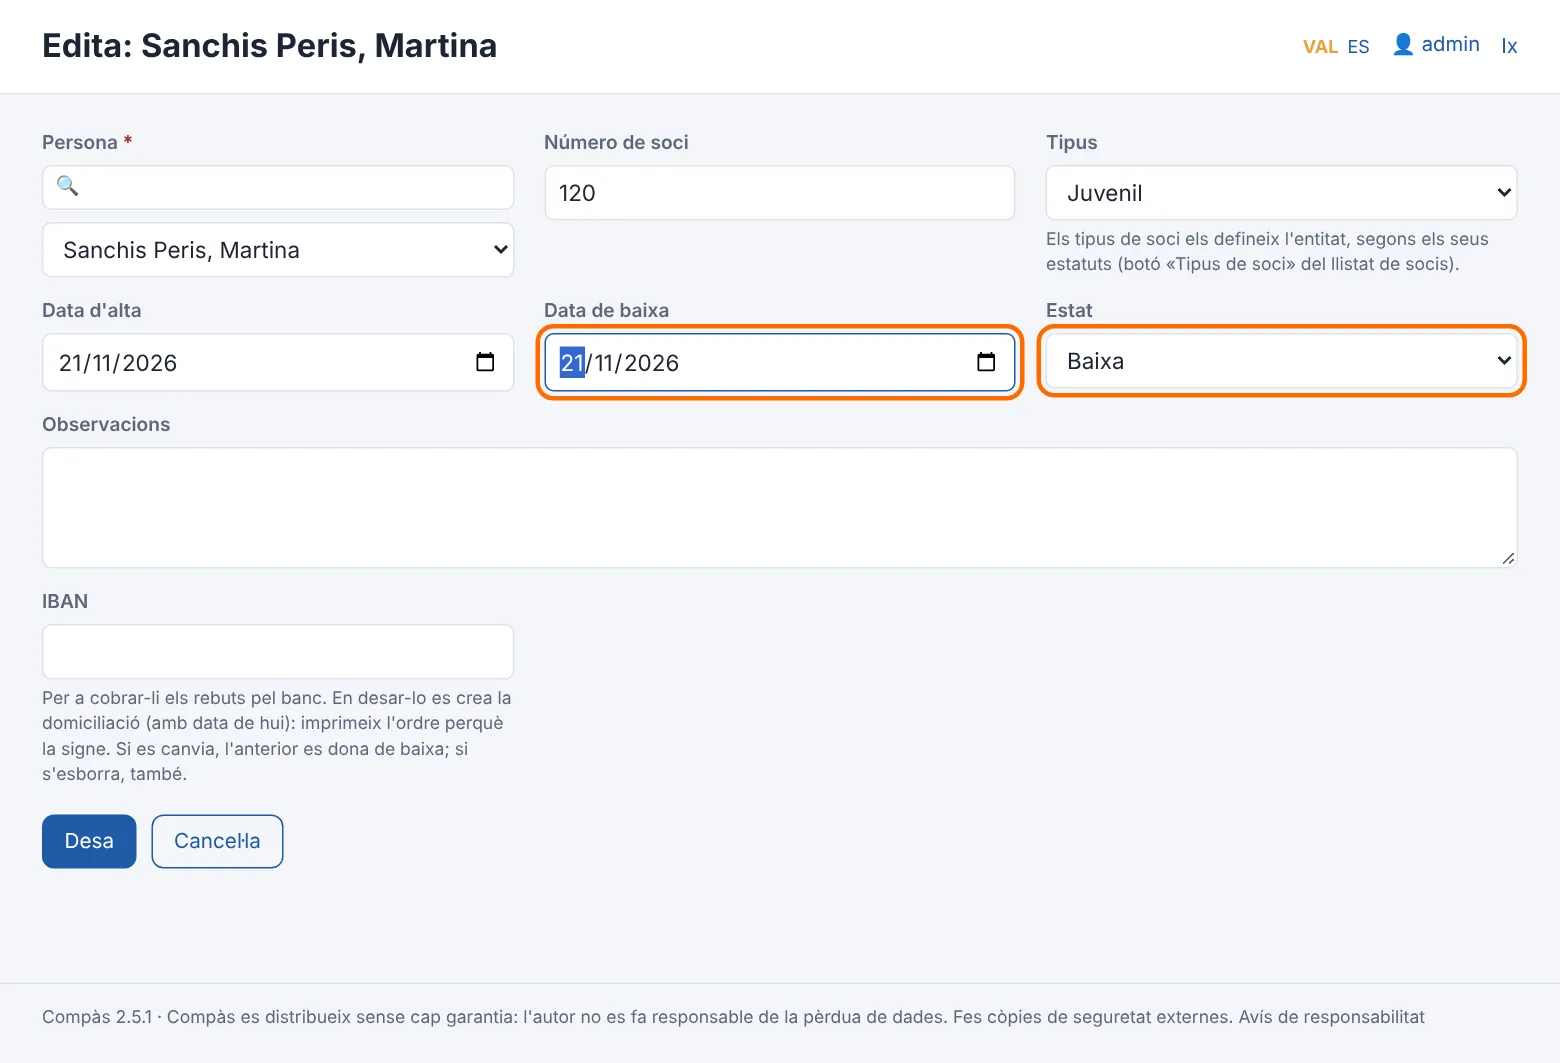 Edita: Sanchis Peris, Martina
VAL ES admin Ix
Persona *
Sanchis Peris, Martina
Número de soci
120
Tipus
Juvenil
Els tipus de soci els defineix l'entitat, segons els seus
estatuts (botó «Tipus de soci» del llistat de socis).
Data d'alta
21/11/2026
Data de baixa
21/11/2026
Estat
Baixa
Observacions
IBAN
Per a cobrar-li els rebuts pel banc. En desar-lo es crea la
domiciliació (amb data de hui): imprimeix l'ordre perquè
la signe. Si es canvia, l'anterior es dona de baixa; si
s'esborra, també.
Desa
Cancel·la
Compàs 2.5.1 · Compàs es distribueix sense cap garantia: l'autor no es fa responsable de la pèrdua de dades. Fes còpies de seguretat externes. Avís de responsabilitat